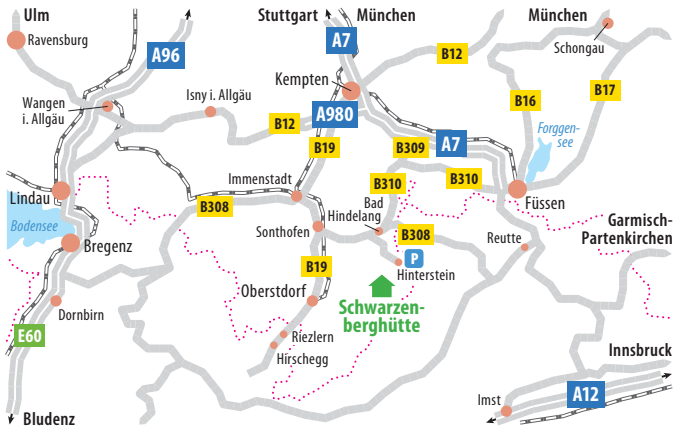 Ulm
Stuttgart
München
München
Ravensburg
A96
A7
Schongau
B12
Kempten
Wangen
i. Allgäu
Isny i. Allgäu
B16
B17
A980
B12
B19
B309
A7
Forggen-
see
Immenstadt
B310
B310
Lindau
B308
Bad
Hindelang
Füssen
Bodensee
Sonthofen
B308
Reutte
Garmisch-
Partenkirchen
Bregenz
P
B19
Hinterstein
Oberstdorf
Schwarzen-
berghütte
Dornbirn
E60
Riezlern
Hirschegg
Innsbruck
Imst
A12
Bludenz